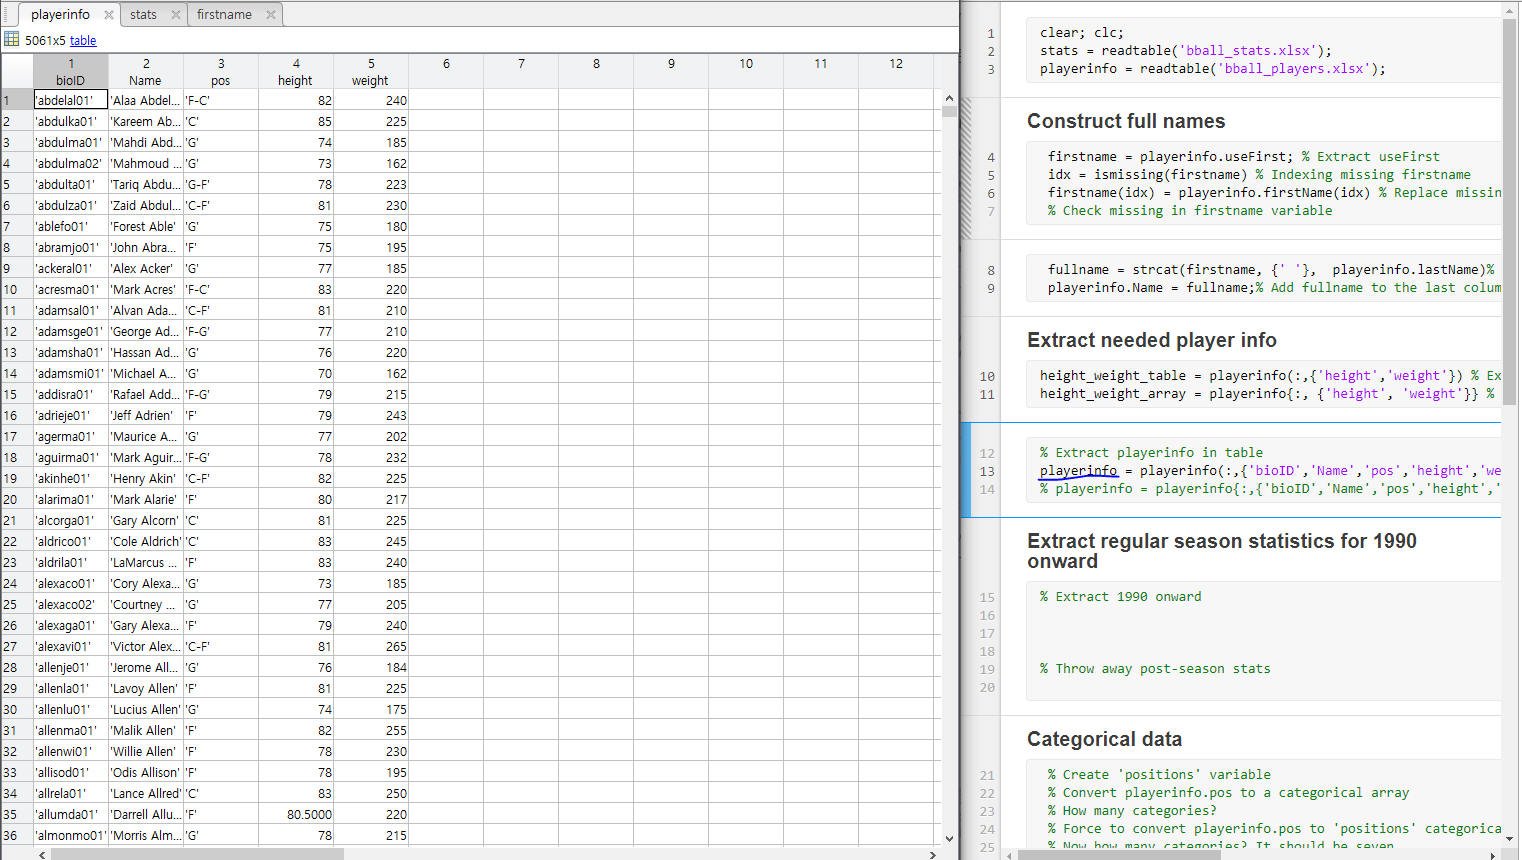 playerinfo stats firstname
5061x5 table
1 2 3 4 5 6 7 8 9 10 11 12
bioID Name pos height weight
1 'abdelal01' 'Alaa Abdel... 'F-C' 82 240
2 'abdulka01' 'Kareem Ab... 'C' 85 225
3 'abdulma01' 'Mahdi Abd... 'G' 74 185
4 'abdulma02' 'Mahmoud ... 'G' 73 162
5 'abdulta01' 'Tariq Abdu... 'G-F' 78 223
6 'abdulza01' 'Zaid Abdul... 'C-F' 81 230
7 'ablefo01' 'Forest Able' 'G' 75 180
8 'abramjo01' 'John Abra... 'F' 75 195
9 'ackeral01' 'Alex Acker' 'G' 77 185
10 'acresma01' 'Mark Acres' 'F-C' 83 220
11 'adamsal01' 'Alvan Ada... 'C-F' 81 210
12 'adamsge01' 'George Ad... 'F-G' 77 210
13 'adamsha01' 'Hassan Ad... 'G' 76 220
14 'adamsmi01' 'Michael A... 'G' 70 162
15 'addisra01' 'Rafael Add... 'F-G' 79 215
16 'adrieje01' 'Jeff Adrien' 'F' 79 243
17 'agerma01' 'Maurice A... 'G' 77 202
18 'aguirma01' 'Mark Aguir... 'F-G' 78 232
19 'akinhe01' 'Henry Akin' 'C-F' 82 225
20 'alarima01' 'Mark Alarie' 'F' 80 217
21 'alcorga01' 'Gary Alcorn' 'C' 81 225
22 'aldrico01' 'Cole Aldrich' 'C' 83 245
23 'aldrila01' 'LaMarcus ... 'F' 83 240
24 'alexaco01' 'Cory Alexa... 'G' 73 185
25 'alexaco02' 'Courtney ... 'G' 77 205
26 'alexaga01' 'Gary Alexa... 'F' 79 240
27 'alexavi01' 'Victor Alex... 'C-F' 81 265
28 'allenje01' 'Jerome All... 'G' 76 184
29 'allenla01' 'Lavoy Allen' 'F' 81 225
30 'allenlu01' 'Lucius Allen' 'G' 74 175
31 'allenma01' 'Malik Allen' 'F' 82 255
32 'allenwi01' 'Willie Allen' 'F' 78 230
33 'allisod01' 'Odis Allison' 'F' 78 195
34 'allrela01' 'Lance Allred' 'C' 83 250
35 'allumda01' 'Darrell Allu... 'F' 80.5000 220
36 'almonmo01' 'Morris Alm... 'G' 78 215
1 clear; clc;
2 stats = readtable('bball_stats.xlsx');
3 playerinfo = readtable('bball_players.xlsx');
Construct full names
4 firstname = playerinfo.useFirst; % Extract useFirst
5 idx = ismissing(firstname) % Indexing missing firstname
6 firstname(idx) = playerinfo.firstName(idx) % Replace missin
7 % Check missing in firstname variable
8 fullname = strcat(firstname, {' '}, playerinfo.lastName)%
9 playerinfo.Name = fullname;% Add fullname to the last colum
Extract needed player info
10 height_weight_table = playerinfo(:,{'height','weight'}) % Ex
11 height_weight_array = playerinfo{:, {'height', 'weight'}} %
12 % Extract playerinfo in table
13 playerinfo = playerinfo(:,{'bioID','Name','pos','height','we
14 % playerinfo = playerinfo{:,{'bioID','Name','pos','height','
Extract regular season statistics for 1990
onward
15 % Extract 1990 onward
16
17
18
19 % Throw away post-season stats
20
Categorical data
21 % Create 'positions' variable
22 % Convert playerinfo.pos to a categorical array
23 % How many categories?
24 % Force to convert playerinfo.pos to 'positions' categorica
25 % Now how many categories? It should be seven